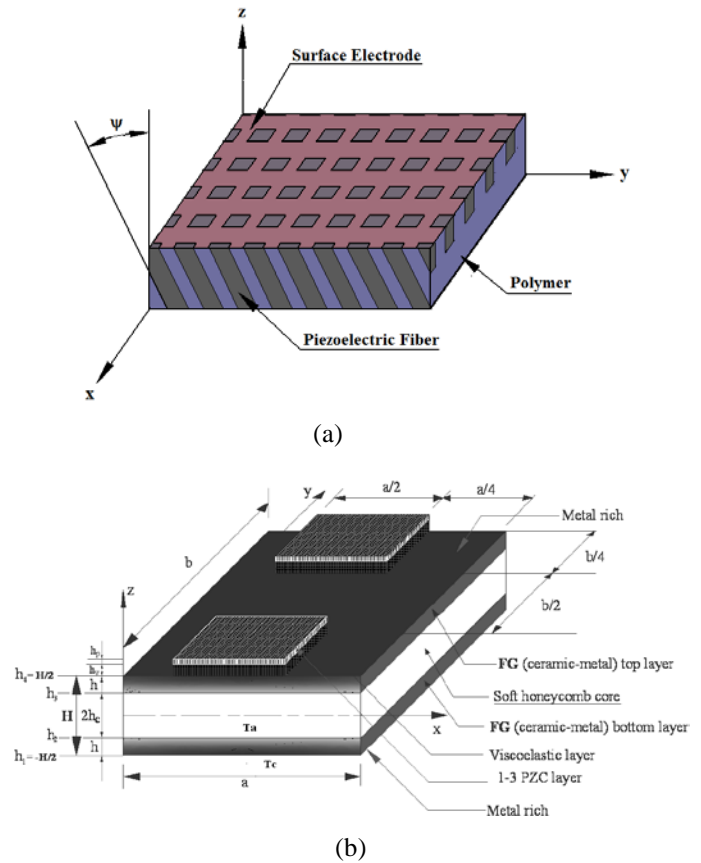 z
Surface Electrode
ψ
y
Polymer
Piezoelectric Fiber
x
(a)
y
a/2
a/4
Metal rich
b
b/4
z
b/2
hp
hv
h4 = H/2
h
h3
FG (ceramic-metal) top layer
Soft honeycomb core
H
2hc
x
FG (ceramic-metal) bottom layer
Ta
h2
h
Viscoelastic layer
h1 = -H/2
Tc
1-3 PZC layer
a
Metal rich
(b)